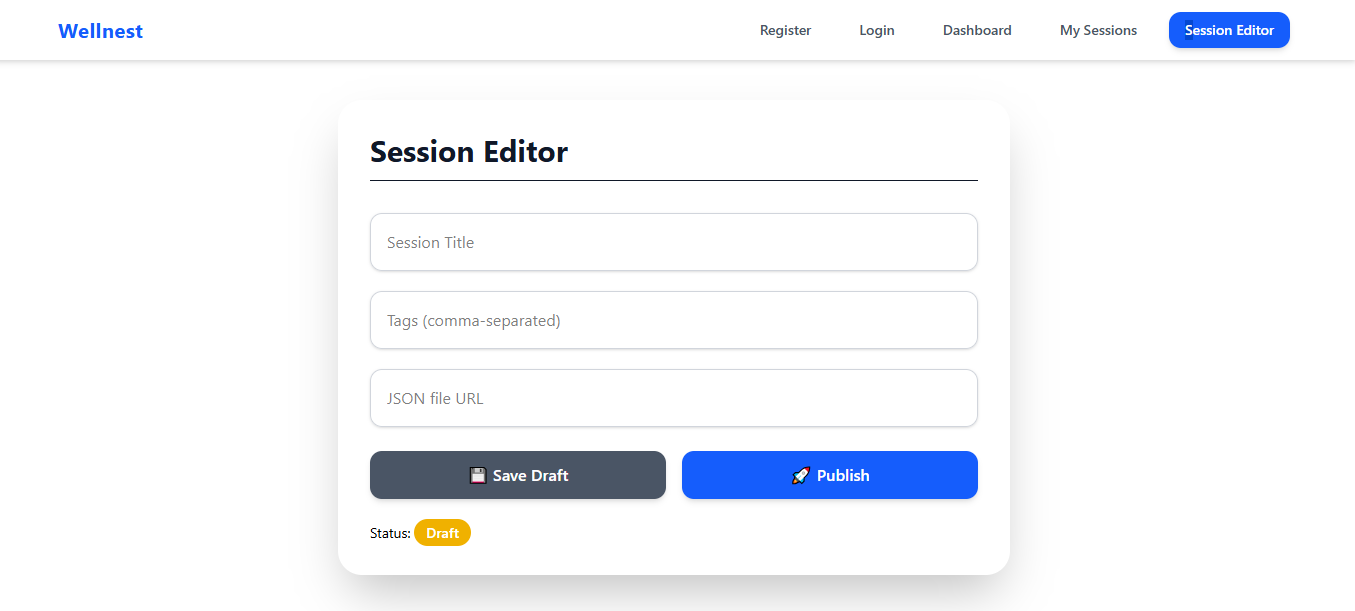 Wellnest Register Login Dashboard My Sessions Session Editor
Session Editor
Session Title
Tags (comma-separated)
JSON file URL
💾 Save Draft 🚀 Publish
Status: Draft